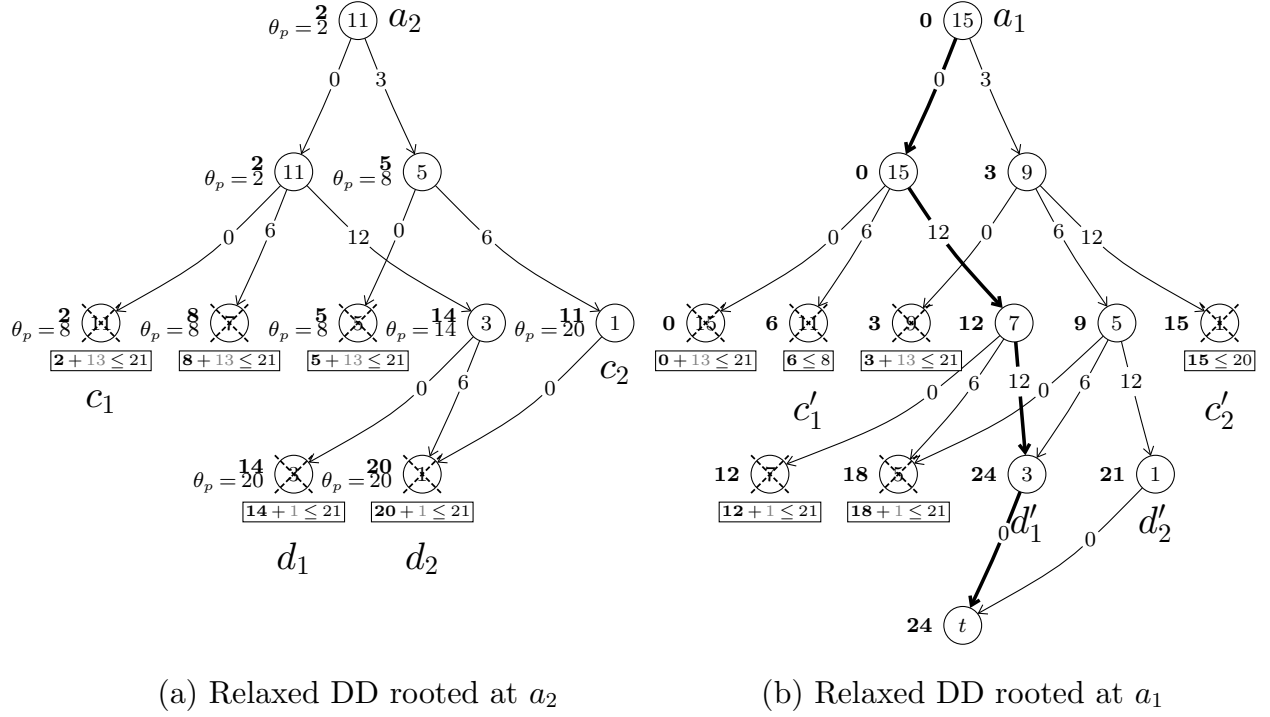 2
θp = 2
11
a2
0
3
2
θp = 2
11
5
θp = 8
5
0
6
12
0
6
2
θp = 8
11
8
θp = 8
7
5
θp = 8
5
14
θp = 14
3
11
θp = 20
1
2 + 13 ≤ 21
8 + 13 ≤ 21
5 + 13 ≤ 21
c1
c2
0
6
0
14
θp = 20
3
20
θp = 20
1
14 + 1 ≤ 21
20 + 1 ≤ 21
d1
d2
(a) Relaxed DD rooted at a2
0
15
a1
0
3
0
15
3
9
0
6
12
0
6
12
0
15
6
11
3
9
12
7
9
5
15
1
0 + 13 ≤ 21
6 ≤ 8
3 + 13 ≤ 21
15 ≤ 20
c′1
c′2
0
6
12
0
6
12
12
7
18
5
24
3
21
1
12 + 1 ≤ 21
18 + 1 ≤ 21
d′1
d′2
0
0
24
t
(b) Relaxed DD rooted at a1